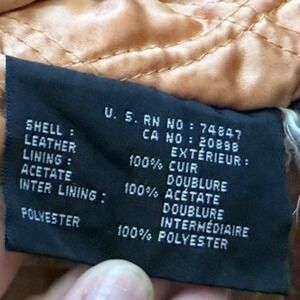 U. S. RN NO : 74847
CA NO : 20898
SHELL : EXTÉRIEUR :
LEATHER 100% CUIR
LINING : DOUBLURE
ACETATE 100% ACÉTATE
INTER LINING : DOUBLURE
INTERMÉDIAIRE
POLYESTER 100% POLYESTER